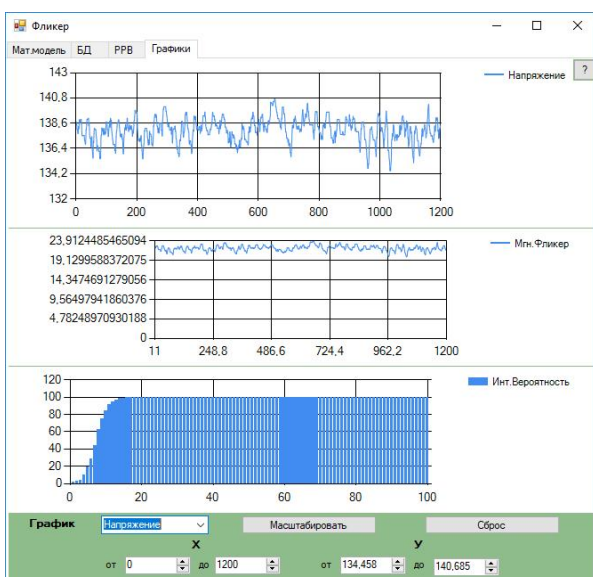 Фликер
Мат.модель БД РРВ Графики
143
140,8
138,6
136,4
134,2
132
0 200 400 600 800 1000 1200
Напряжение
?
23,9124485465094
19,1299588372075
14,3474691279056
9,56497941860376
4,78248970930188
0
11 248,8 486,6 724,4 962,2 1200
Мгн.Фликер
120
100
80
60
40
20
0
0 20 40 60 80 100
Инт.Вероятность
График Напряжение Масштабировать Сброс
X У
от 0 до 1200 от 134,458 до 140,685